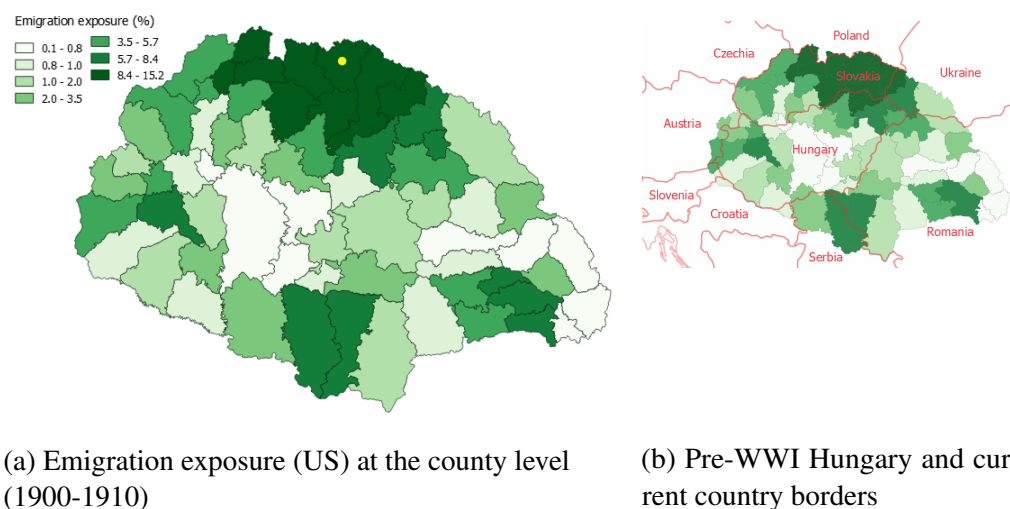 Emigration exposure (%)
0.1 - 0.8
0.8 - 1.0
1.0 - 2.0
2.0 - 3.5
3.5 - 5.7
5.7 - 8.4
8.4 - 15.2
Poland
Czechia
Slovakia
Ukraine
Austria
Hungary
Slovenia
Croatia
Romania
Serbia
(a) Emigration exposure (US) at the county level
(1900-1910)
(b) Pre-WWI Hungary and cur
rent country borders